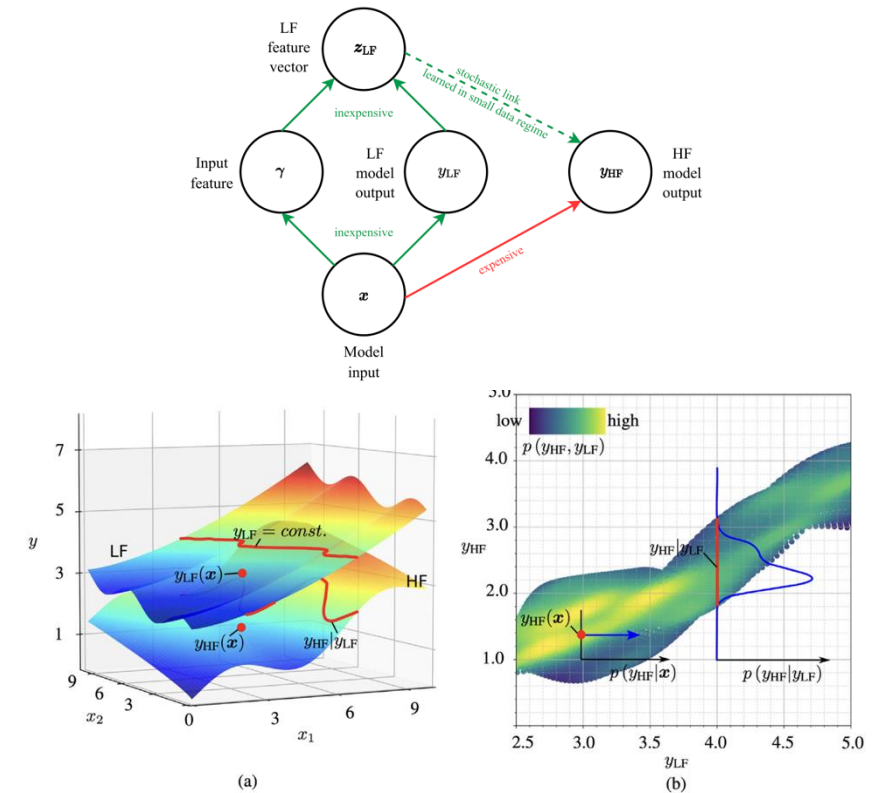 LF
feature
vector
z_LF
stochastic link
learned in small data regime
inexpensive
Input
feature
γ
LF
model
output
y_LF
y_HF
HF
model
output
inexpensive
expensive
x
Model
input
7
5
3
1
y
LF
y_LF = const.
y_LF(x)
HF
y_HF(x)
y_HF|y_LF
9
6
3
0
x_2
3
6
9
x_1
(a)
5.0
low
high
p (y_HF, y_LF)
4.0
3.0
2.0
1.0
y_HF
y_HF|y_LF
y_HF(x)
p (y_HF|x)
p (y_HF|y_LF)
2.5 3.0 3.5 4.0 4.5 5.0
y_LF
(b)